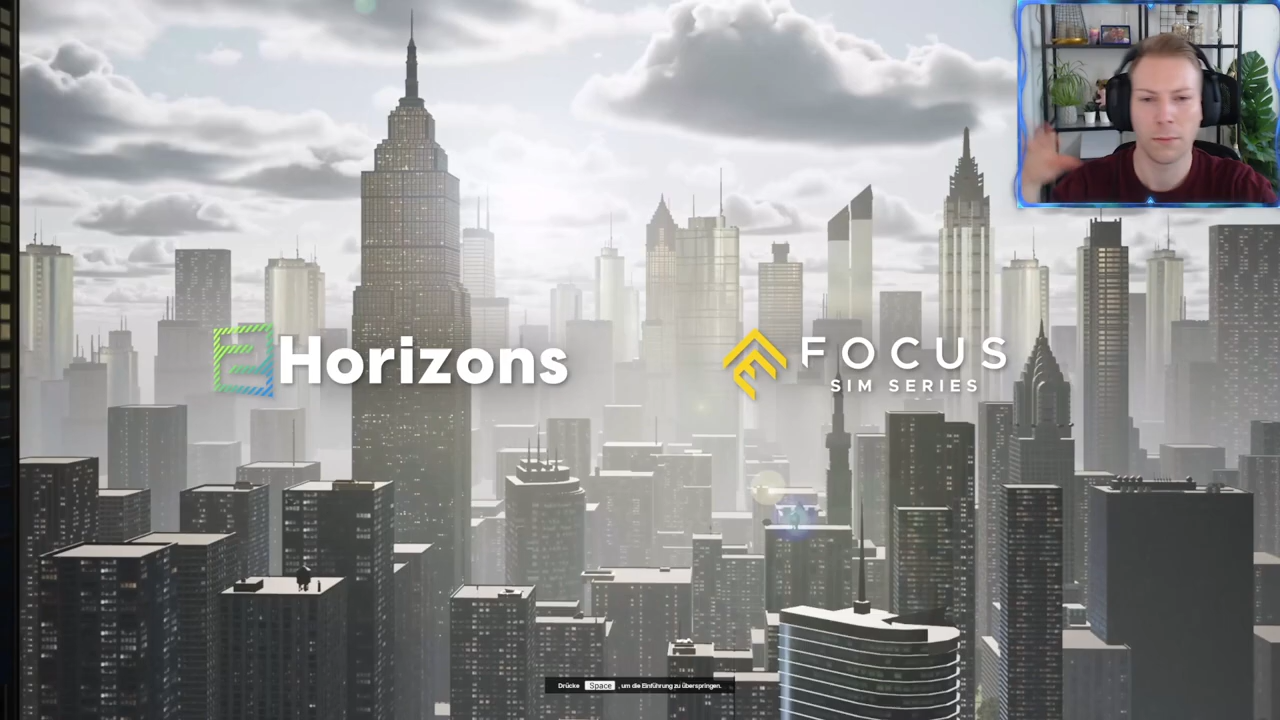 Horizons
FOCUS
SIM SERIES
Drücke Space , um die Einführung zu überspringen.